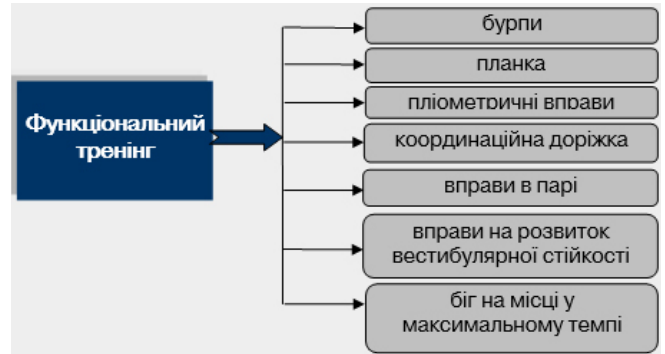 Функціональний
тренінг
бурпи
планка
пліометричні вправи
координаційна доріжка
вправи в парі
вправи на розвиток
вестибулярної стійкості
біг на місці у
максимальному темпі